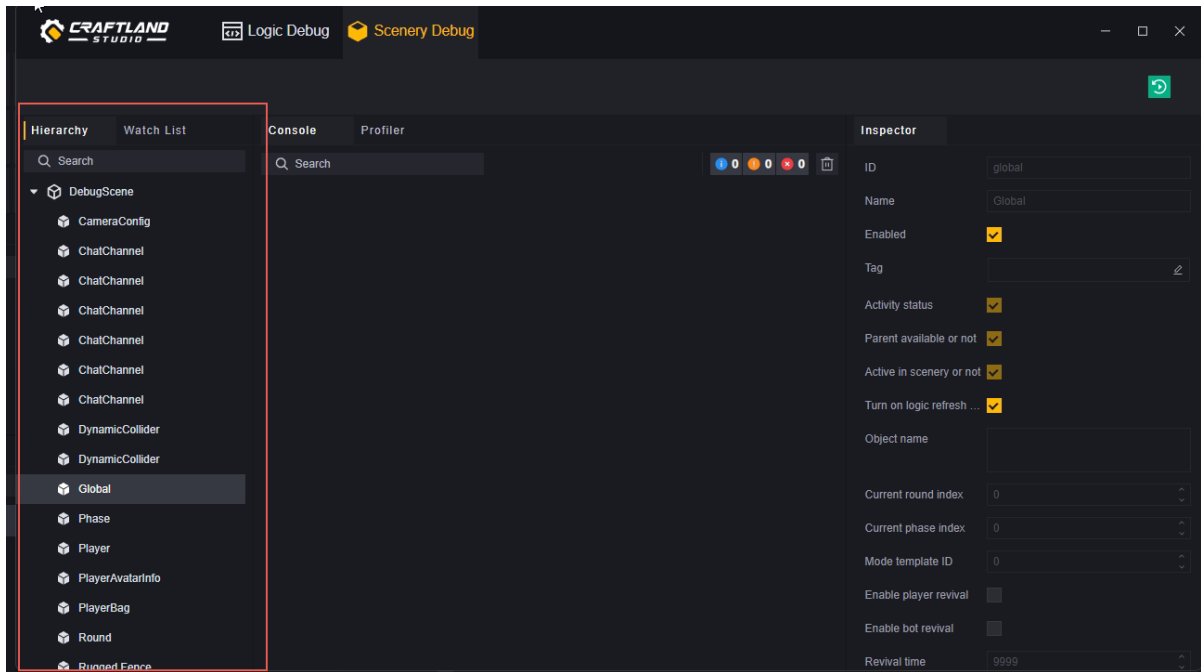 CRAFTLAND
STUDIO
Logic Debug
Scenery Debug
Hierarchy
Watch List
Search
DebugScene
CameraConfig
ChatChannel
ChatChannel
ChatChannel
ChatChannel
ChatChannel
ChatChannel
DynamicCollider
DynamicCollider
Global
Phase
Player
PlayerAvatarInfo
PlayerBag
Round
Rugged Fence
Console
Profiler
Search
0 0 0
Inspector
ID global
Name Global
Enabled
Tag
Activity status
Parent available or not
Active in scenery or not
Turn on logic refresh ...
Object name
Current round index 0
Current phase index 0
Mode template ID 0
Enable player revival
Enable bot revival
Revival time 9999